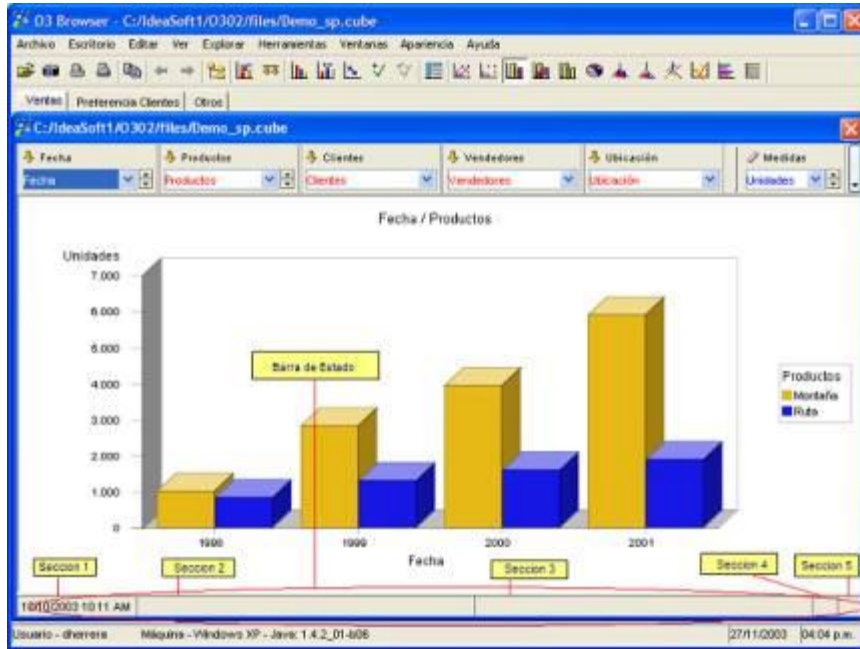 O3 Browser - C:/IdeaSoft1/O302/files/Demo_sp.cube
Archivo Escritorio Editar Ver Explorar Herramientas Ventanas Apariencia Ayuda
Ventas Preferencia Clientes Otros
C:/IdeaSoft1/O302/files/Demo_sp.cube
Fecha Productos Clientes Vendedores Ubicación Medidas
Fecha Productos Clientes Vendedores Ubicación Unidades
Fecha / Productos
Unidades
7.000
6.000
5.000
4.000
3.000
2.000
1.000
0
Barra de Estado
Productos
Montaña
Ruta
1998 1999 2000 2001
Fecha
Seccion 1 Seccion 2 Seccion 3 Seccion 4 Seccion 5
10/10/2003 10:11 AM
Usuario - dherrera Máquina - Windows XP - Java: 1.4.2_01-b06 27/11/2003 04:04 p.m.